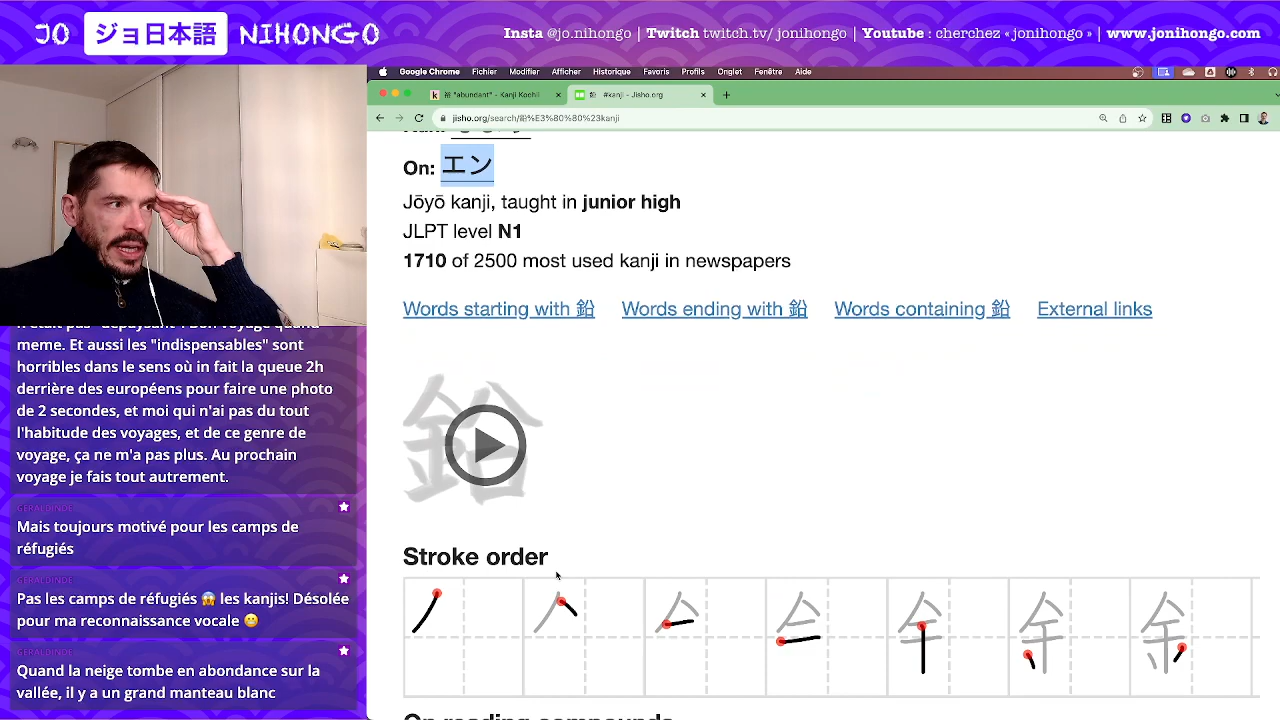 JO ジョ日本語 NIHONGO
Insta @jo.nihongo | Twitch twitch.tv/jonihongo | Youtube : cherchez « jonihongo » | www.jonihongo.com
Google Chrome Fichier Modifier Afficher Historique Favoris Profils Onglet Fenêtre Aide
裕 "abundant" - Kanji Kochii
鉛 #kanji - Jisho.org
jisho.org/search/鉛%E3%80%80%23kanji
On: エン
Jōyō kanji, taught in junior high
JLPT level N1
1710 of 2500 most used kanji in newspapers
Words starting with 鉛 Words ending with 鉛 Words containing 鉛 External links
鉛
Stroke order
meme. Et aussi les "indispensables" sont
horribles dans le sens où in fait la queue 2h
derrière des européens pour faire une photo
de 2 secondes, et moi qui n'ai pas du tout
l'habitude des voyages, et de ce genre de
voyage, ça ne m'a pas plus. Au prochain
voyage je fais tout autrement.
GERALDINDE
Mais toujours motivé pour les camps de
réfugiés
GERALDINDE
Pas les camps de réfugiés 😱 les kanjis! Désolée
pour ma reconnaissance vocale 😬
GERALDINDE
Quand la neige tombe en abondance sur la
vallée, il y a un grand manteau blanc